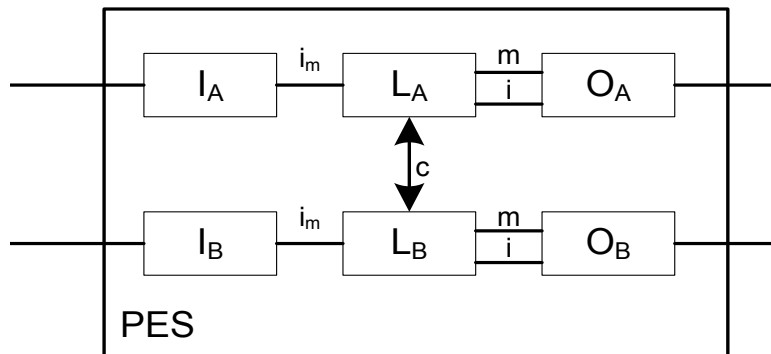 i_m m
I_A L_A i O_A
c
i_m m
I_B L_B i O_B
PES